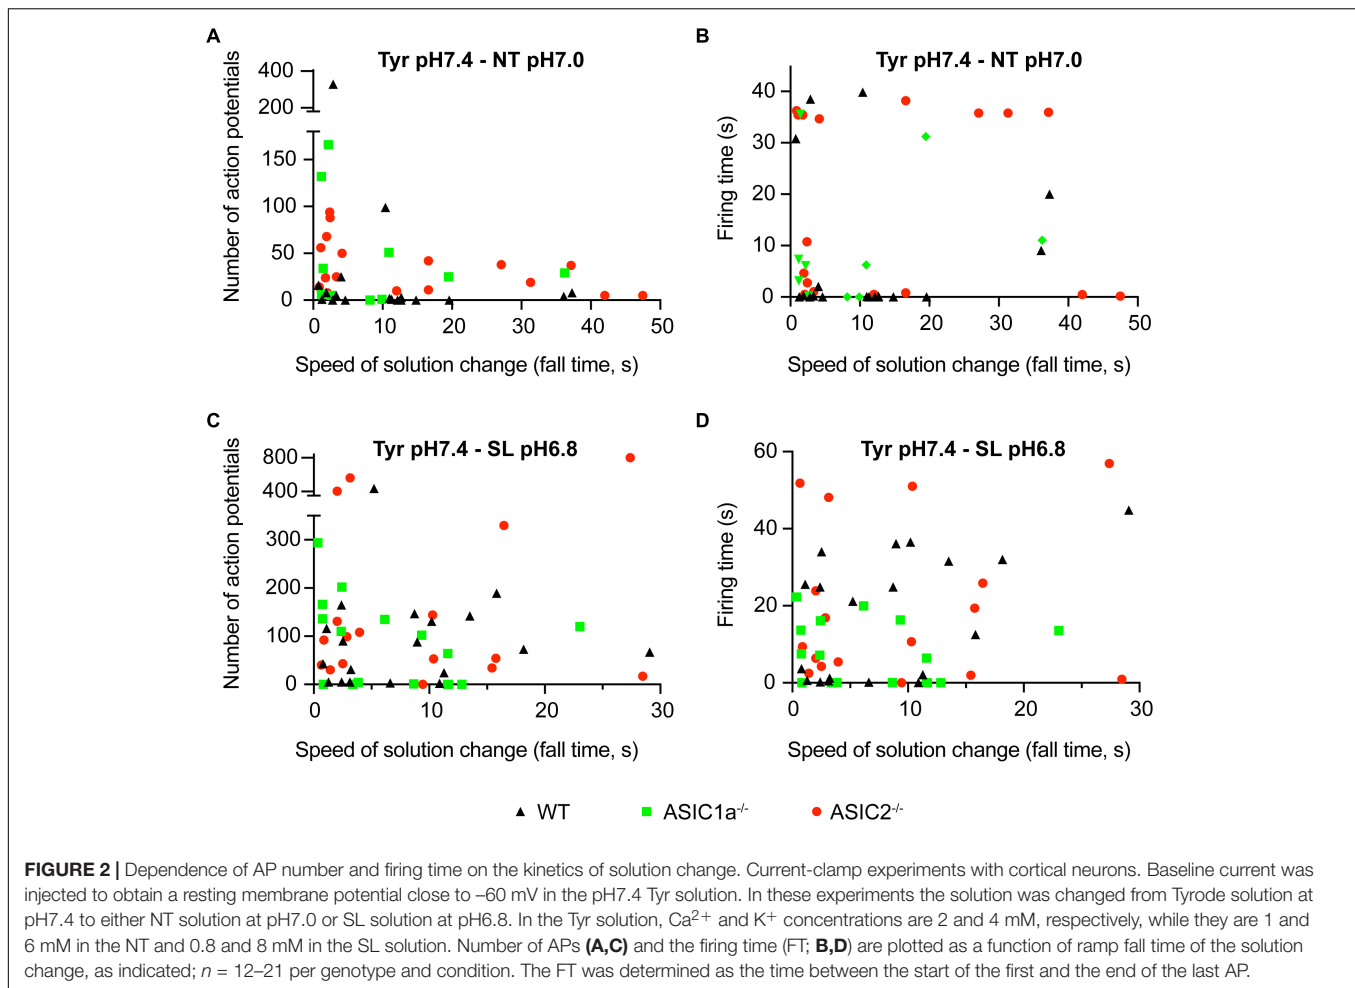 A
Tyr pH7.4 - NT pH7.0
Number of action potentials
400
200
150
100
50
0
0 10 20 30 40 50
Speed of solution change (fall time, s)
B
Tyr pH7.4 - NT pH7.0
Firing time (s)
40
30
20
10
0
0 10 20 30 40 50
Speed of solution change (fall time, s)
C
Tyr pH7.4 - SL pH6.8
Number of action potentials
800
400
300
200
100
0
0 10 20 30
Speed of solution change (fall time, s)
D
Tyr pH7.4 - SL pH6.8
Firing time (s)
60
40
20
0
0 10 20 30
Speed of solution change (fall time, s)
WT ASIC1a-/- ASIC2-/-
FIGURE 2 | Dependence of AP number and firing time on the kinetics of solution change. Current-clamp experiments with cortical neurons. Baseline current was
injected to obtain a resting membrane potential close to –60 mV in the pH7.4 Tyr solution. In these experiments the solution was changed from Tyrode solution at
pH7.4 to either NT solution at pH7.0 or SL solution at pH6.8. In the Tyr solution, Ca2+ and K+ concentrations are 2 and 4 mM, respectively, while they are 1 and
6 mM in the NT and 0.8 and 8 mM in the SL solution. Number of APs (A,C) and the firing time (FT; B,D) are plotted as a function of ramp fall time of the solution
change, as indicated; n = 12–21 per genotype and condition. The FT was determined as the time between the start of the first and the end of the last AP.